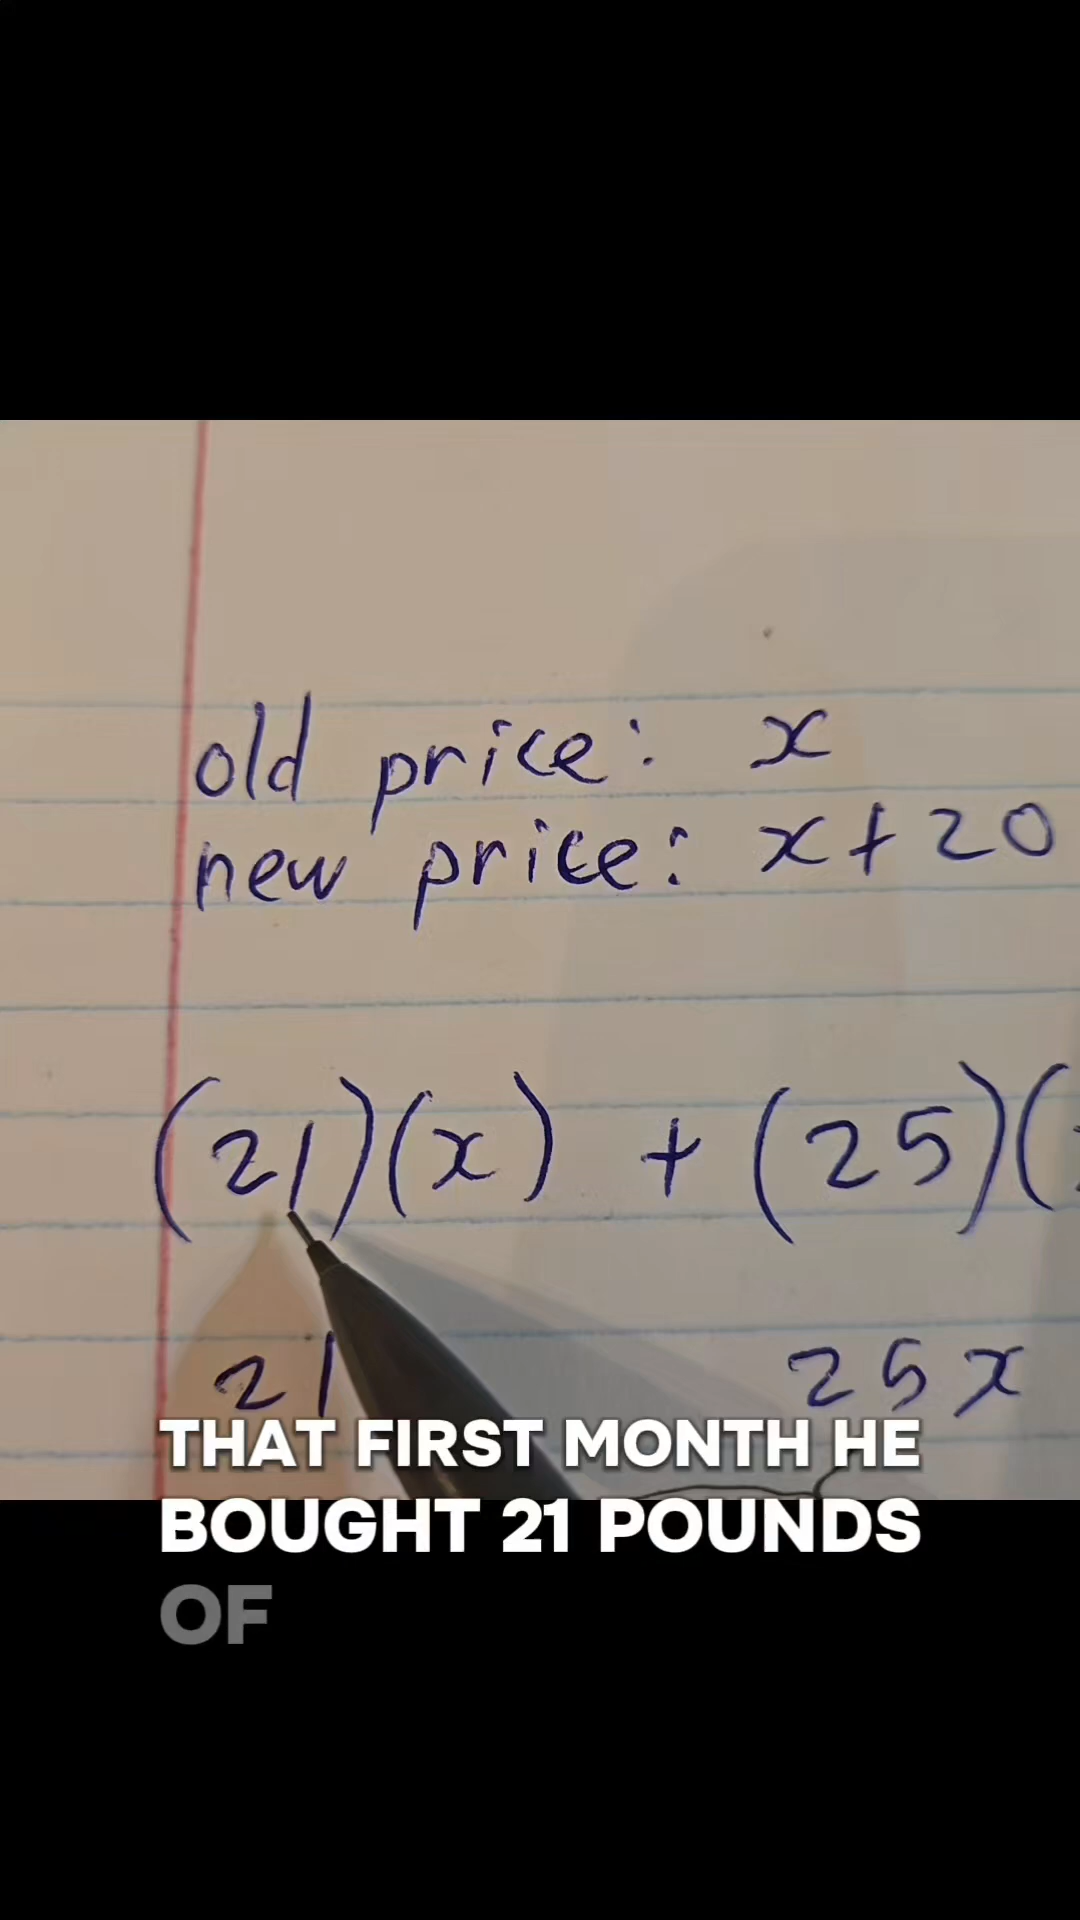 old price: x
new price: x + 20
(21)(x) + (25)(
21 25x
THAT FIRST MONTH HE
BOUGHT 21 POUNDS
OF